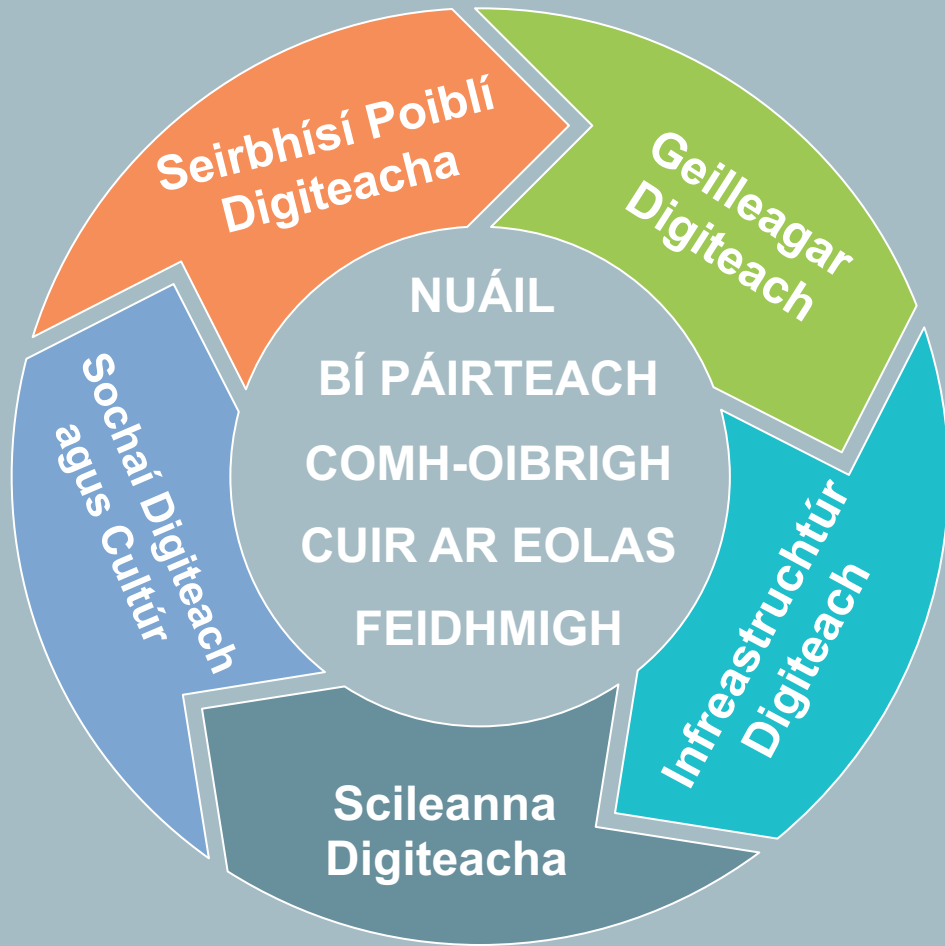 Seirbhísí Poiblí
Digiteacha
Geilleagar
Digiteach
Infreastruchtúr
Digiteach
Scileanna
Digiteacha
Sochaí Digiteach
agus Cultúr
NUÁIL
BÍ PÁIRTEACH
COMH-OIBRIGH
CUIR AR EOLAS
FEIDHMIGH